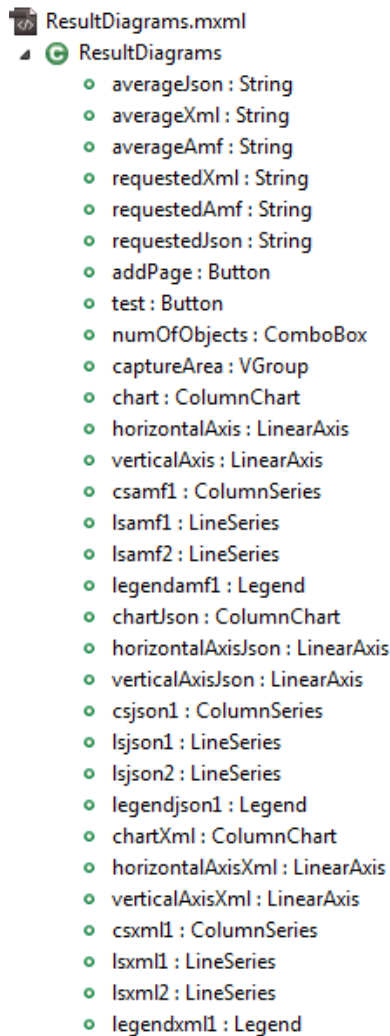 ResultDiagrams.mxml
ResultDiagrams
averageJson : String
averageXml : String
averageAmf : String
requestedXml : String
requestedAmf : String
requestedJson : String
addPage : Button
test : Button
numOfObjects : ComboBox
captureArea : VGroup
chart : ColumnChart
horizontalAxis : LinearAxis
verticalAxis : LinearAxis
csamf1 : ColumnSeries
lsamf1 : LineSeries
lsamf2 : LineSeries
legendamf1 : Legend
chartJson : ColumnChart
horizontalAxisJson : LinearAxis
verticalAxisJson : LinearAxis
csjson1 : ColumnSeries
lsjson1 : LineSeries
lsjson2 : LineSeries
legendjson1 : Legend
chartXml : ColumnChart
horizontalAxisXml : LinearAxis
verticalAxisXml : LinearAxis
csxml1 : ColumnSeries
lsxml1 : LineSeries
lsxml2 : LineSeries
legendxml1 : Legend